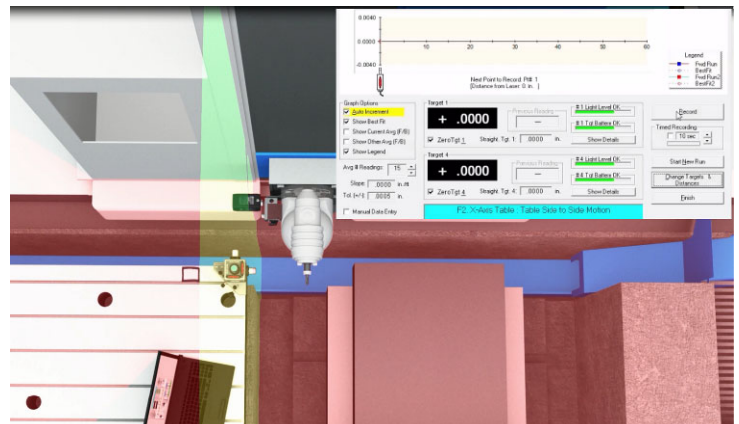 0.0040
0.0000
-0.0040
10 20 30 40 50 60
Next Point to Record Pt#: 1
[Distance from Laser: 0 in. ]
Legend
Fwd Run
BestFit
Fwd Run2
BestFit2
Graph Options
Auto Increment
Show Best Fit
Show Current Avg (F/B)
Show Other Avg (F/B)
Show Legend
Avg # Readings: 15
Slope: .0000 in./ft
Tol. (+/-): .0005 in.
Manual Data Entry
Target 1
+ .0000
Previous Reading
--
# 1 Light Level OK
# 1 Tgt Battery OK
ZeroTgt 1 Straight. Tgt. 1: .0000 in.
Show Details
Target 4
+ .0000
Previous Reading
--
# 4 Light Level OK
# 4 Tgt Battery OK
ZeroTgt 4 Straight. Tgt. 4: .0000 in.
Show Details
F2. X-Axis Table : Table Side to Side Motion
Record
Timed Recording
10 sec
Start New Run
Change Targets & Distances
Finish